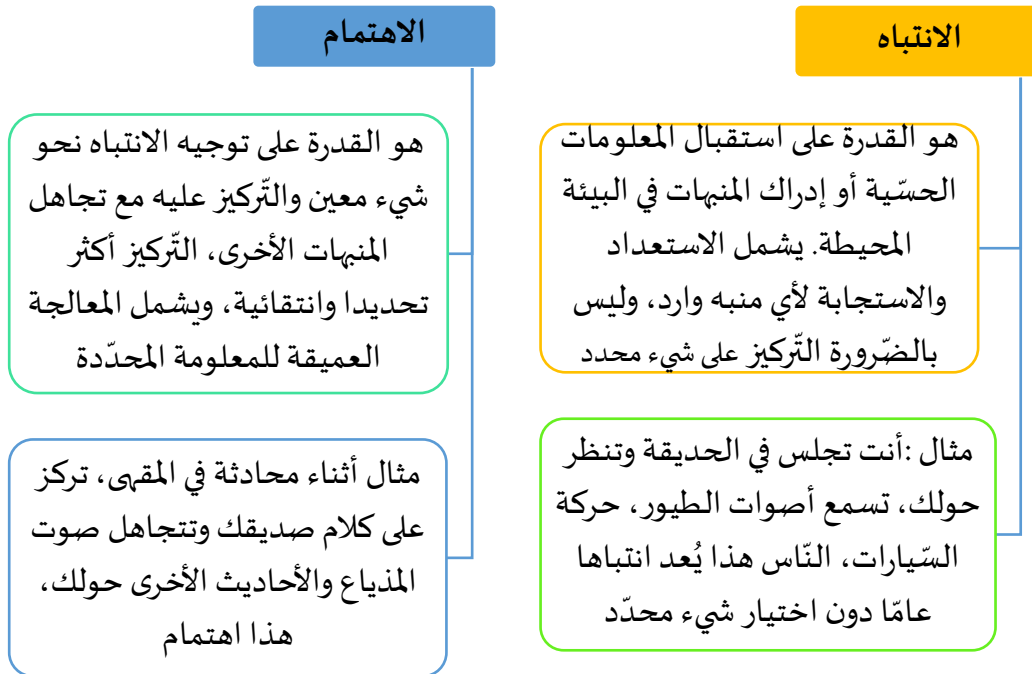 الانتباه
هو القدرة على استقبال المعلومات
الحسّية أو إدراك المنبهات في البيئة
المحيطة. يشمل الاستعداد
والاستجابة لأي منبه وارد، وليس
بالضّرورة التّركيز على شيء محدد
مثال :أنت تجلس في الحديقة وتنظر
حولك، تسمع أصوات الطيور، حركة
السّيارات، النّاس هذا يُعد انتباها
عامّا دون اختيار شيء محدّد
الاهتمام
هو القدرة على توجيه الانتباه نحو
شيء معين والتّركيز عليه مع تجاهل
المنبهات الأخرى، التّركيز أكثر
تحديدا وانتقائية، ويشمل المعالجة
العميقة للمعلومة المحدّدة
مثال أثناء محادثة في المقهى، تركز
على كلام صديقك وتتجاهل صوت
المذياع والأحاديث الأخرى حولك،
هذا اهتمام